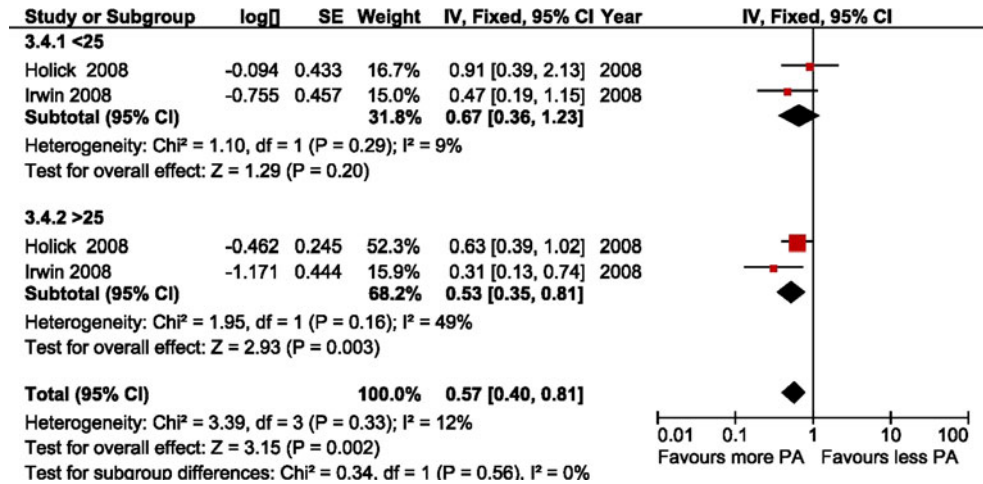 Study or Subgroup log[] SE Weight IV, Fixed, 95% CI Year IV, Fixed, 95% CI
3.4.1 <25
Holick 2008 -0.094 0.433 16.7% 0.91 [0.39, 2.13] 2008
Irwin 2008 -0.755 0.457 15.0% 0.47 [0.19, 1.15] 2008
Subtotal (95% CI) 31.8% 0.67 [0.36, 1.23]
Heterogeneity: Chi² = 1.10, df = 1 (P = 0.29); I² = 9%
Test for overall effect: Z = 1.29 (P = 0.20)
3.4.2 >25
Holick 2008 -0.462 0.245 52.3% 0.63 [0.39, 1.02] 2008
Irwin 2008 -1.171 0.444 15.9% 0.31 [0.13, 0.74] 2008
Subtotal (95% CI) 68.2% 0.53 [0.35, 0.81]
Heterogeneity: Chi² = 1.95, df = 1 (P = 0.16); I² = 49%
Test for overall effect: Z = 2.93 (P = 0.003)
Total (95% CI) 100.0% 0.57 [0.40, 0.81]
Heterogeneity: Chi² = 3.39, df = 3 (P = 0.33); I² = 12%
Test for overall effect: Z = 3.15 (P = 0.002)
Test for subgroup differences: Chi² = 0.34, df = 1 (P = 0.56), I² = 0%
0.01 0.1 1 10 100
Favours more PA Favours less PA